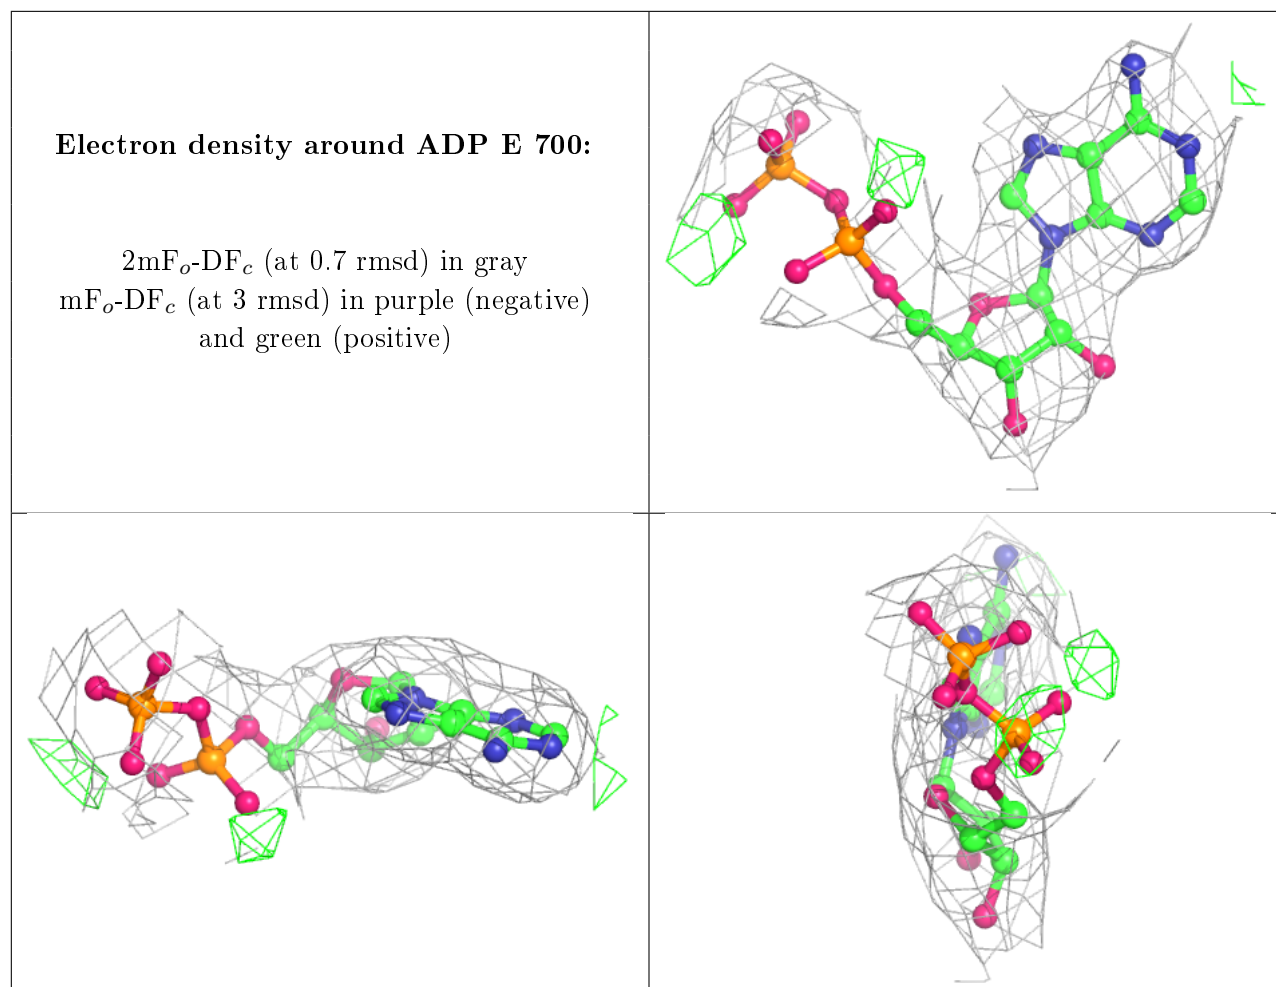 Electron density around ADP E 700:
2mFₒ-DF𝒸 (at 0.7 rmsd) in gray
mFₒ-DF𝒸 (at 3 rmsd) in purple (negative)
and green (positive)